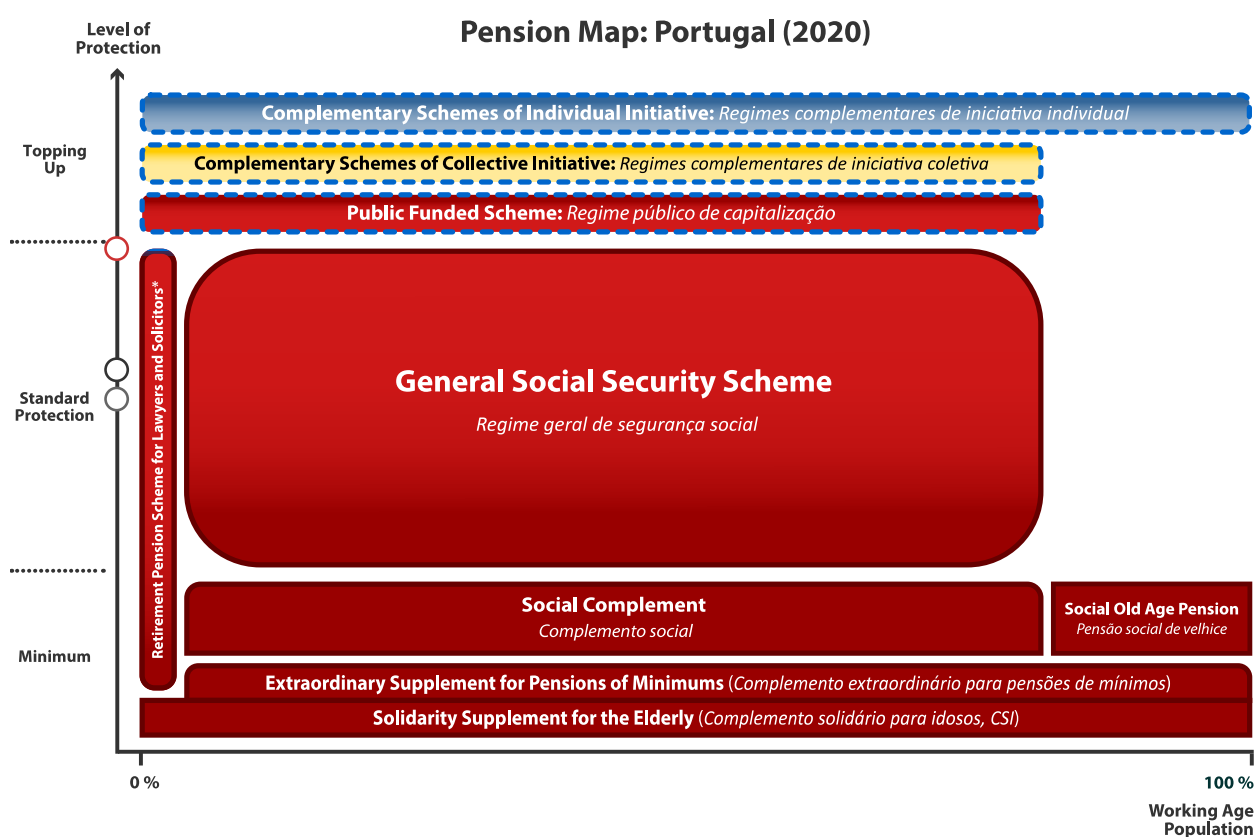 Pension Map: Portugal (2020)
Level of
Protection
Complementary Schemes of Individual Initiative: Regimes complementares de iniciativa individual
Topping
Up
Complementary Schemes of Collective Initiative: Regimes complementares de iniciativa coletiva
Public Funded Scheme: Regime público de capitalização
Retirement Pension Scheme for Lawyers and Solicitors*
General Social Security Scheme
Regime geral de segurança social
Standard
Protection
Social Complement
Complemento social
Social Old Age Pension
Pensão social de velhice
Minimum
Extraordinary Supplement for Pensions of Minimums (Complemento extraordinário para pensões de mínimos)
Solidarity Supplement for the Elderly (Complemento solidário para idosos, CSI)
0 %
100 %
Working Age
Population